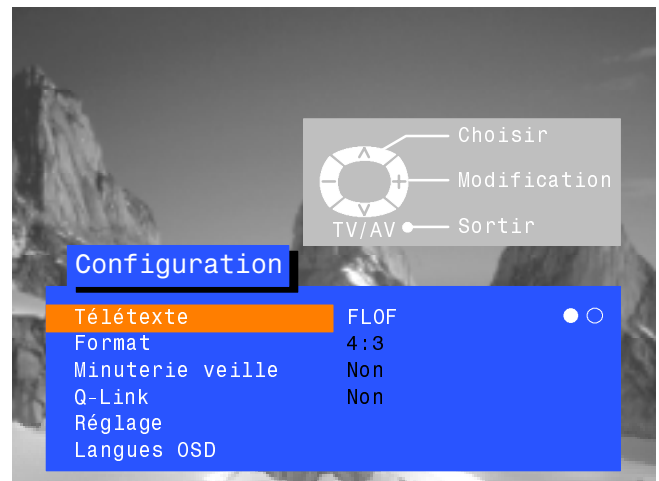 Choisir
Modification
TV/AV Sortir
Configuration
Télétexte FLOF
Format 4:3
Minuterie veille Non
Q-Link Non
Réglage
Langues OSD